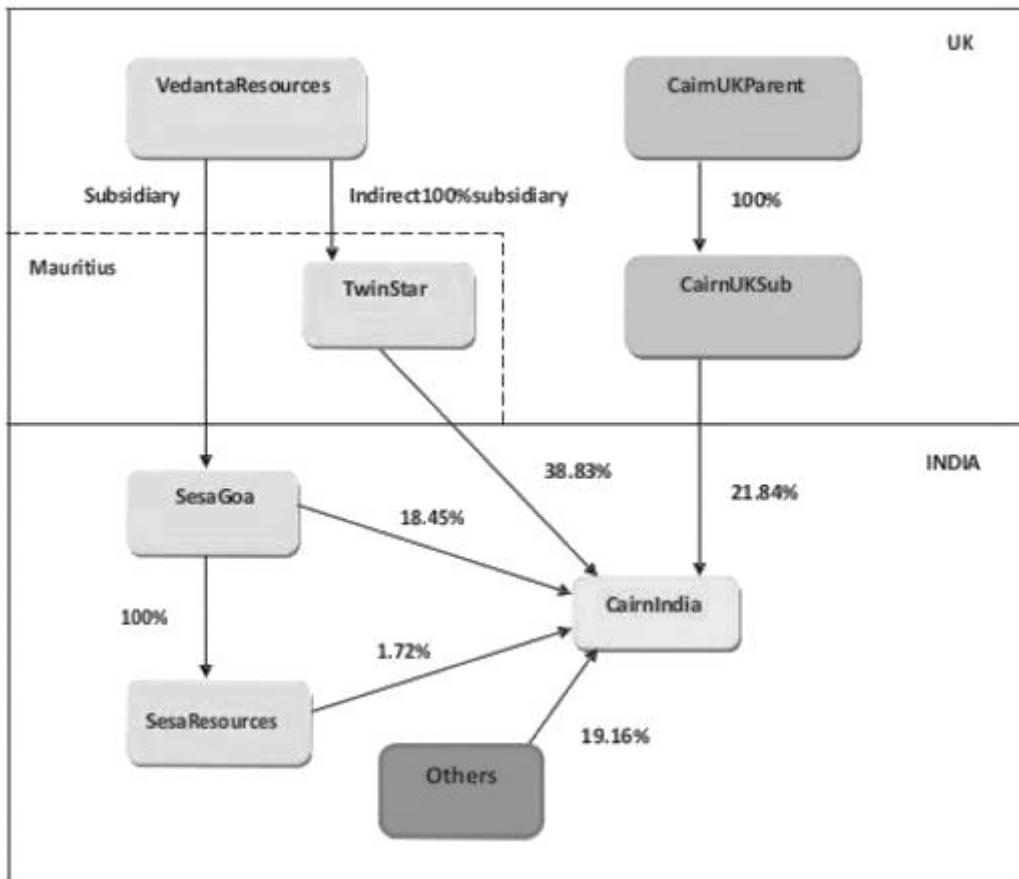 UK
VedantaResources
CairnUKParent
Subsidiary
Indirect100%subsidiary
100%
Mauritius
TwinStar
CairnUKSub
INDIA
38.83%
21.84%
SesaGoa
18.45%
CairnIndia
100%
1.72%
SesaResources
19.16%
Others